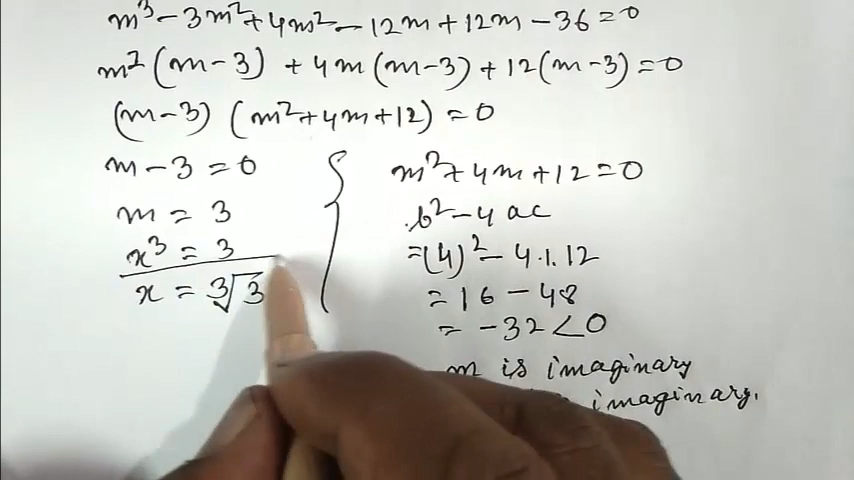 m³ - 3m² + 4m² - 12m + 12m - 36 = 0
m² (m-3) + 4m (m-3) + 12 (m-3) = 0
(m-3) (m² + 4m + 12) = 0
m - 3 = 0
m = 3
x³ = 3
x = ∛3
m² + 4m + 12 = 0
b² - 4ac
= (4)² - 4.1.12
= 16 - 48
= -32 < 0
m is imaginary
imaginary.